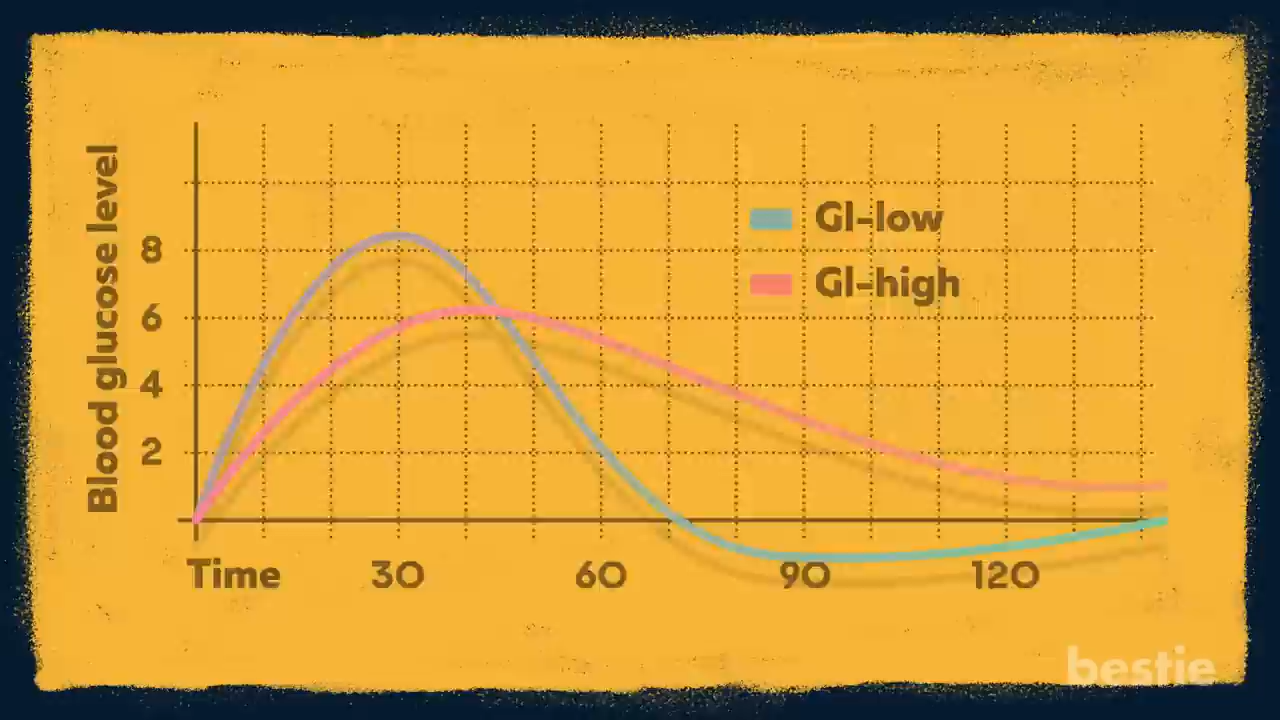 Blood glucose level
8
6
4
2
GI-low
GI-high
Time 30 60 90 120
bestie